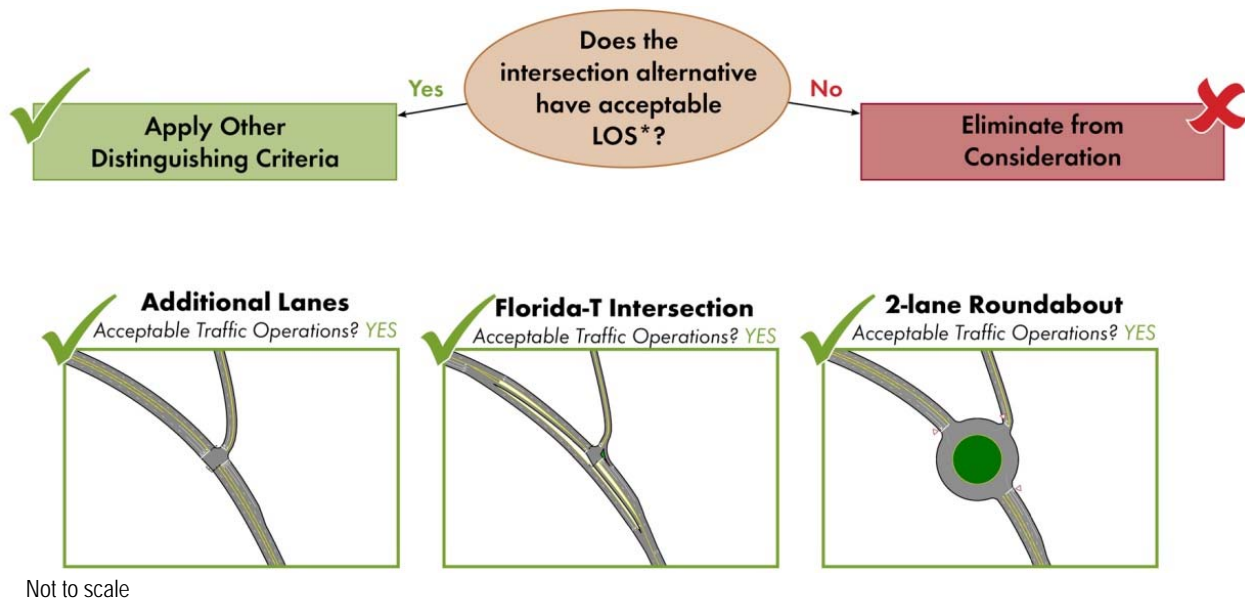 Does the
intersection alternative
have acceptable
LOS*?
Yes
No
Apply Other
Distinguishing Criteria
Eliminate from
Consideration
Additional Lanes
Acceptable Traffic Operations? YES
Florida-T Intersection
Acceptable Traffic Operations? YES
2-lane Roundabout
Acceptable Traffic Operations? YES
Not to scale